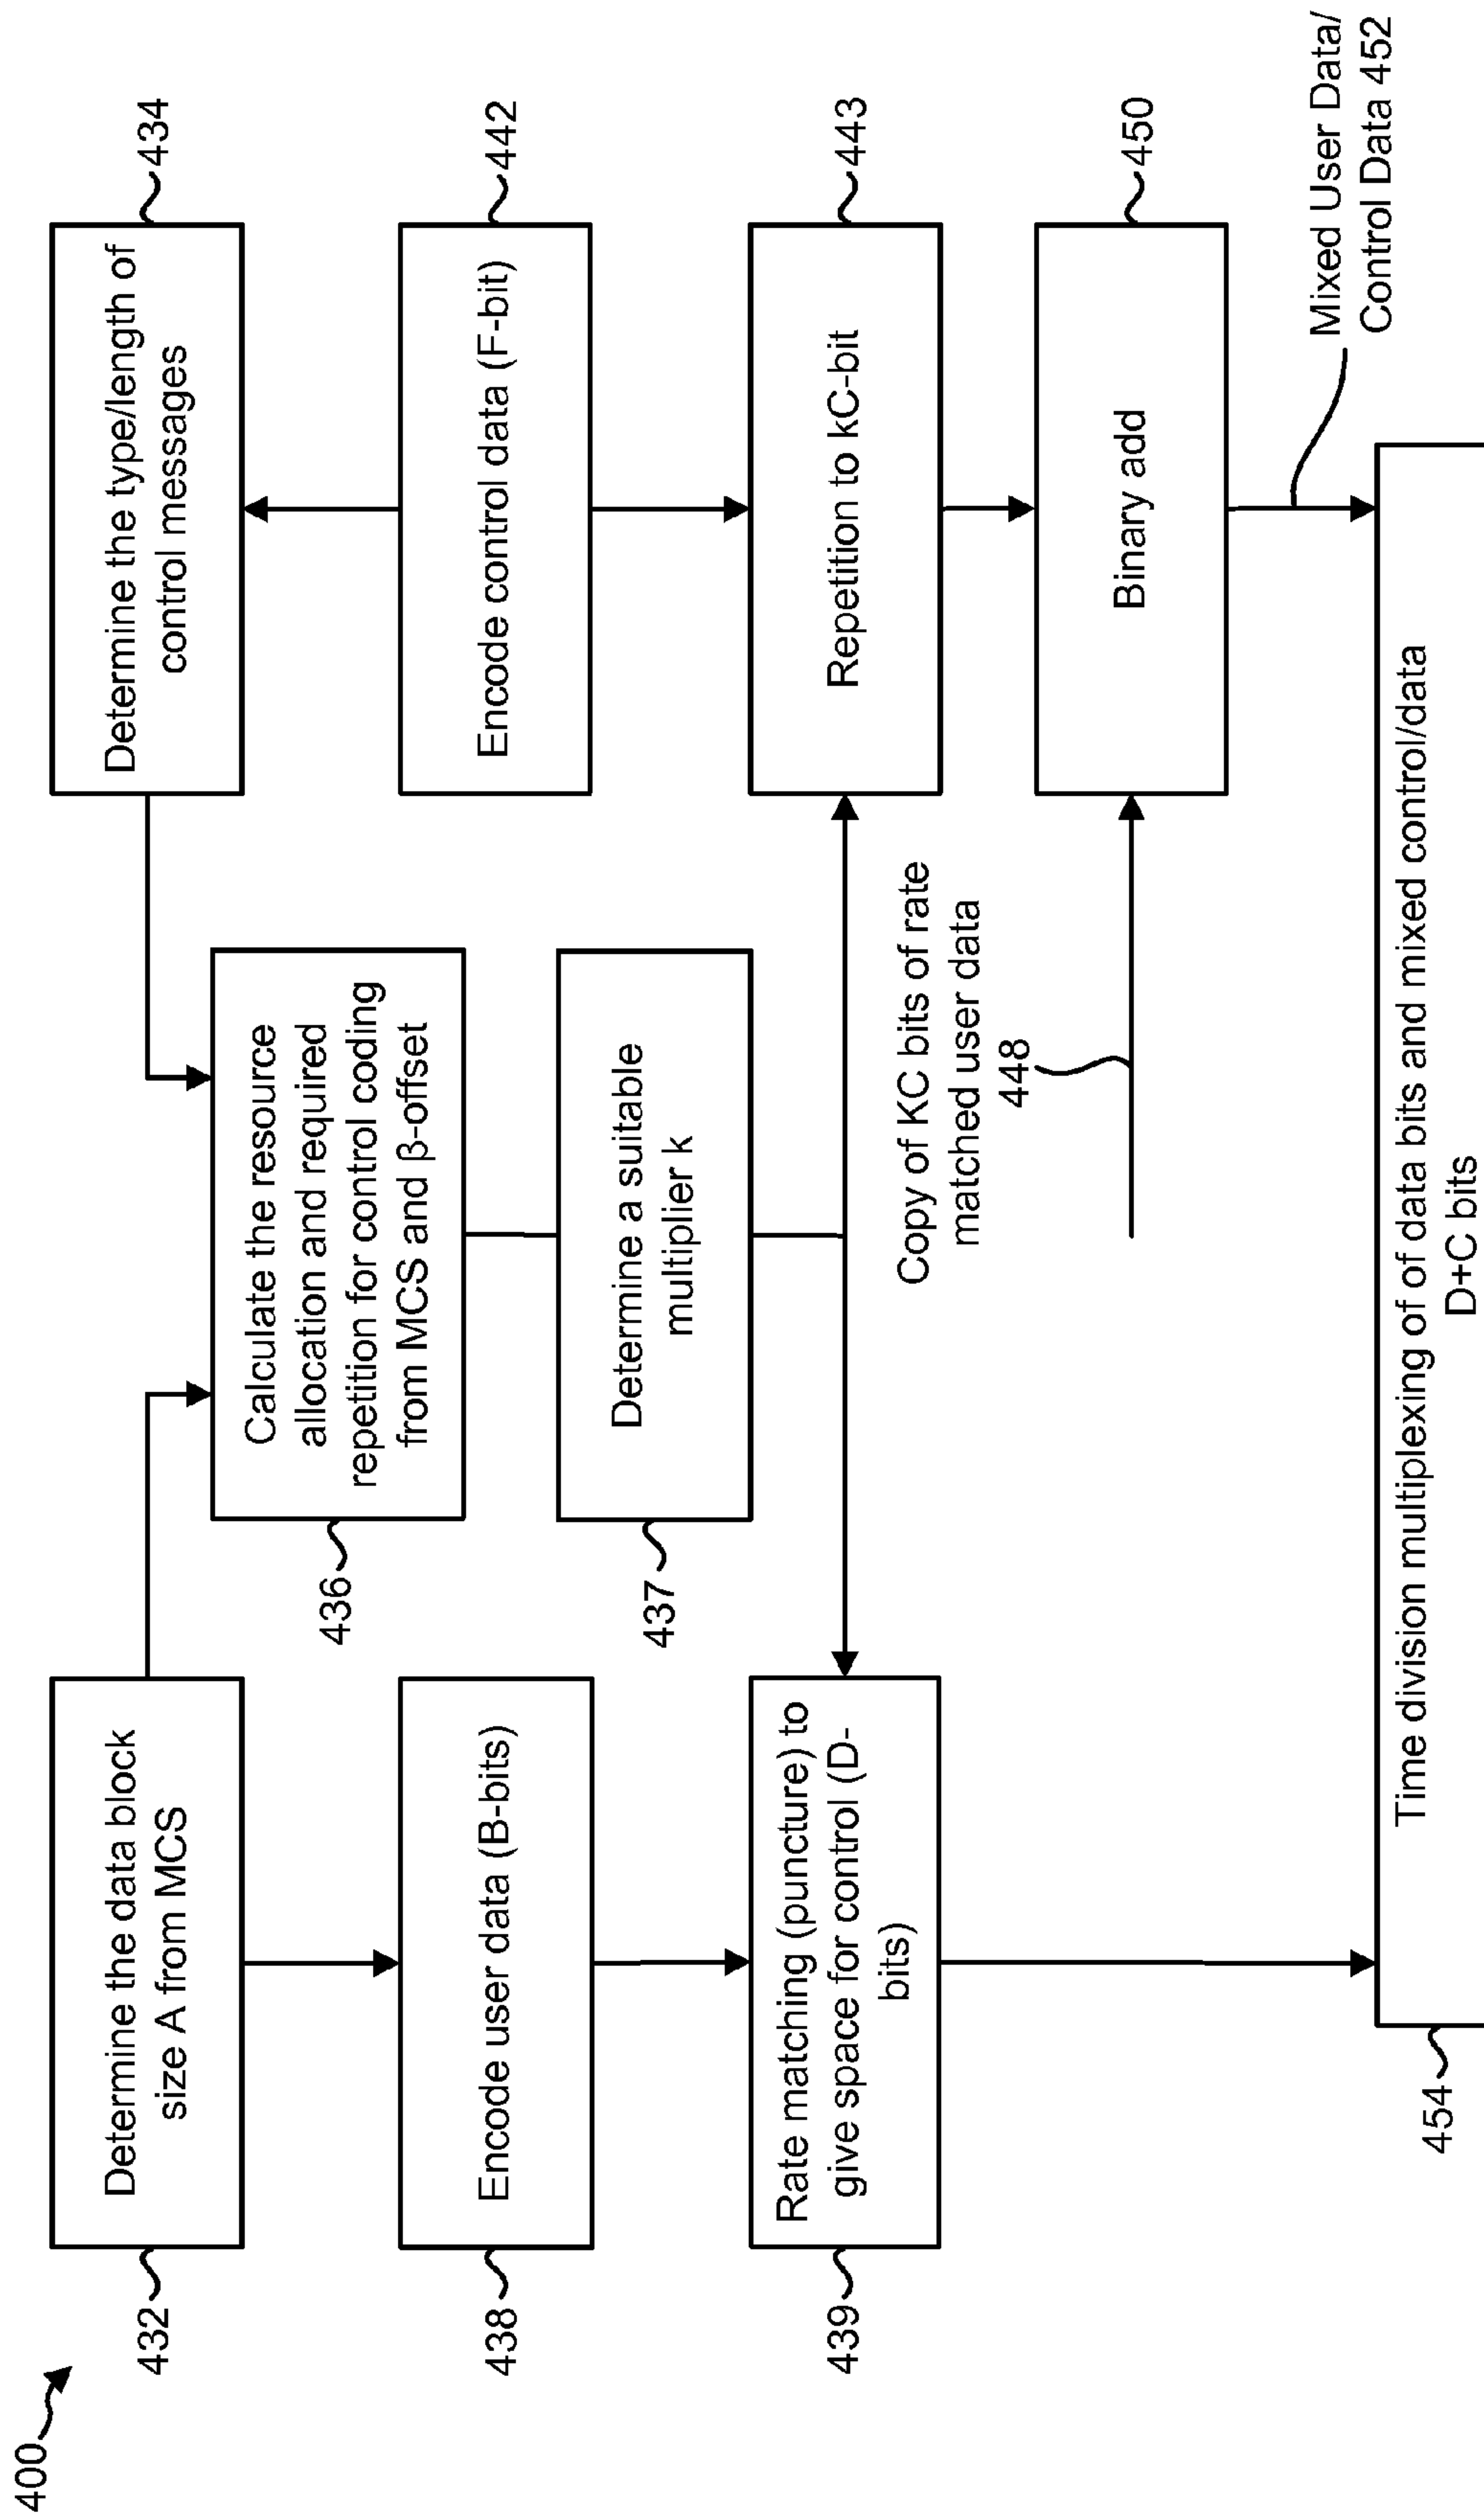 400
432
Determine the data block
size A from MCS
Determine the type/length of
control messages
434
436
Calculate the resource
allocation and required
repetition for control coding
from MCS and β-offset
438
Encode user data (B-bits)
Encode control data (F-bit)
442
437
Determine a suitable
multiplier k
439
Rate matching (puncture) to
give space for control (D-
bits)
Repetition to kC-bit
443
Copy of KC bits of rate
matched user data
448
Binary add
450
Mixed User Data/
Control Data 452
454
Time division multiplexing of of data bits and mixed control/data
D+C bits